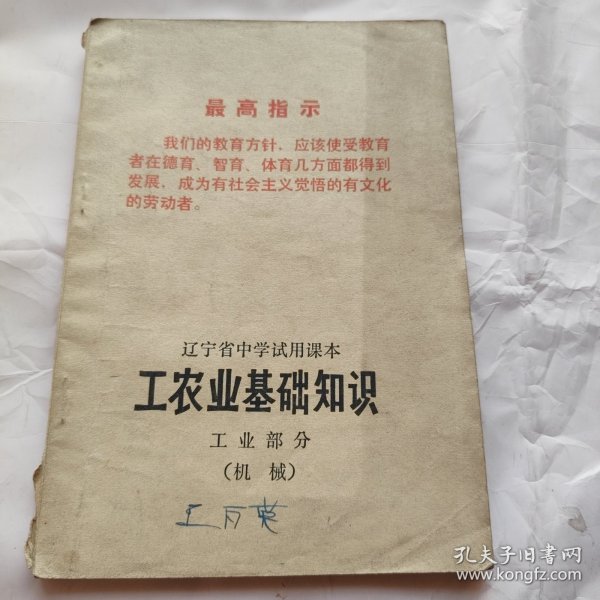 最高指示
我们的教育方针，应该使受教育
者在德育、智育、体育几方面都得到
发展，成为有社会主义觉悟的有文化
的劳动者。
辽宁省中学试用课本
工农业基础知识
工业部分
（机械）
孔夫子旧书网
www.kongfz.com